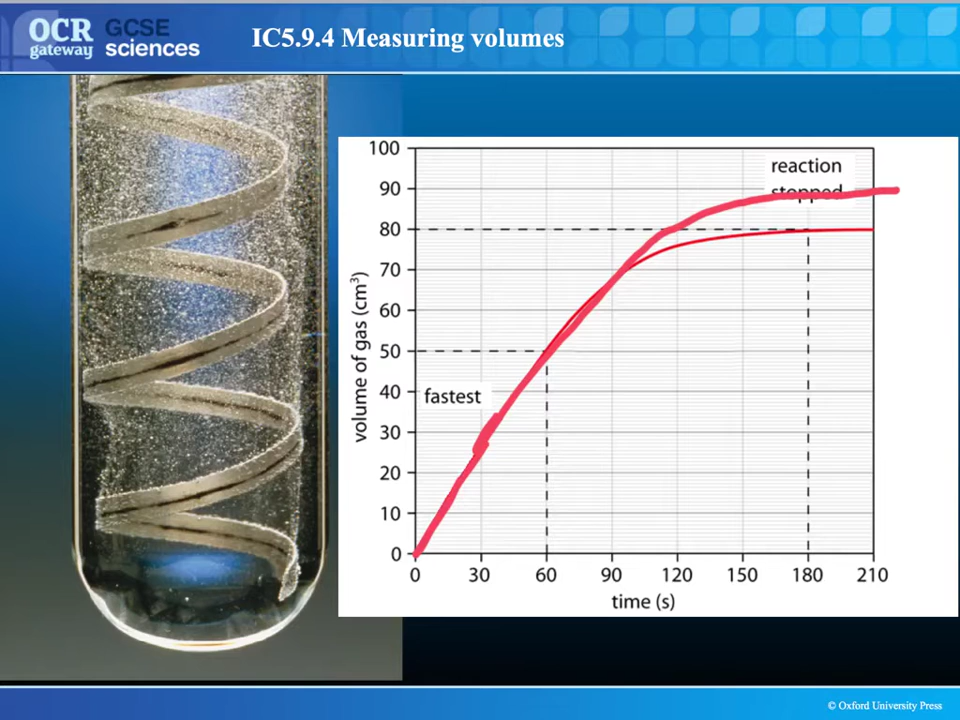 OCR
gateway
GCSE
sciences
IC5.9.4 Measuring volumes
100
90
80
70
60
50
40
30
20
10
0
volume of gas (cm³)
reaction
stopped
fastest
0 30 60 90 120 150 180 210
time (s)
© Oxford University Press